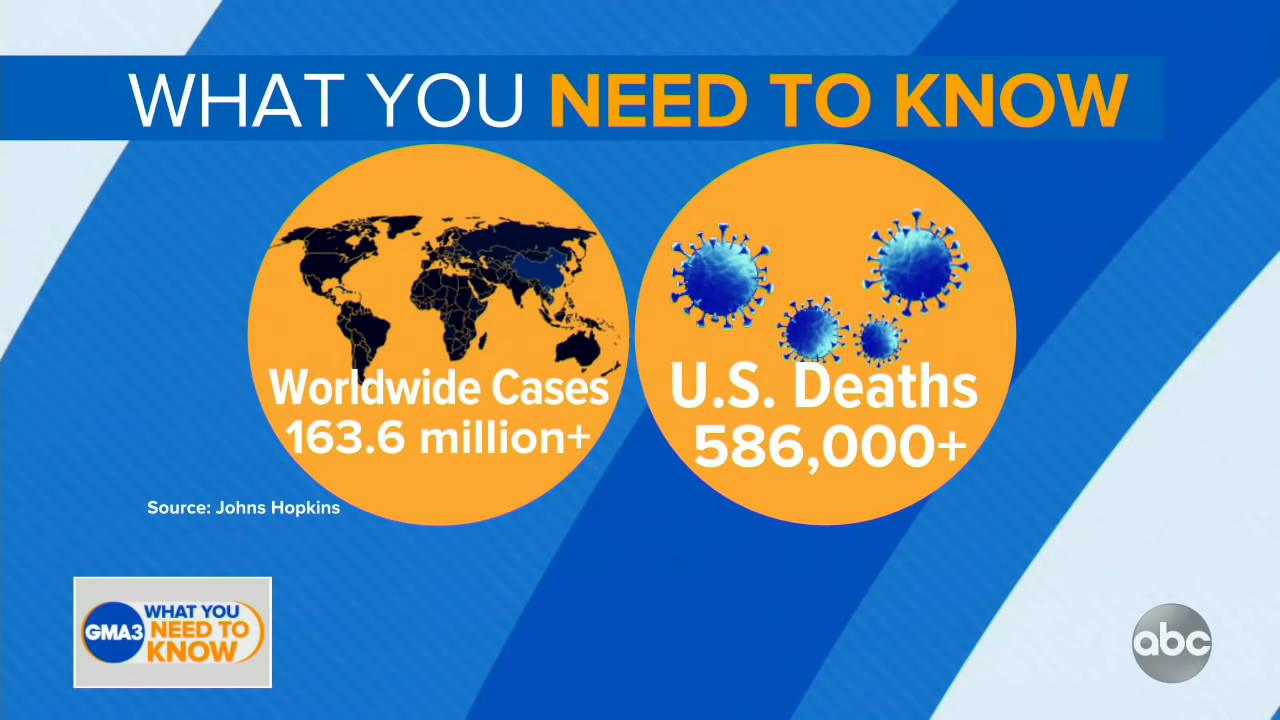 WHAT YOU NEED TO KNOW
Worldwide Cases
163.6 million+
U.S. Deaths
586,000+
Source: Johns Hopkins
GMA3
WHAT YOU
NEED TO
KNOW
abc